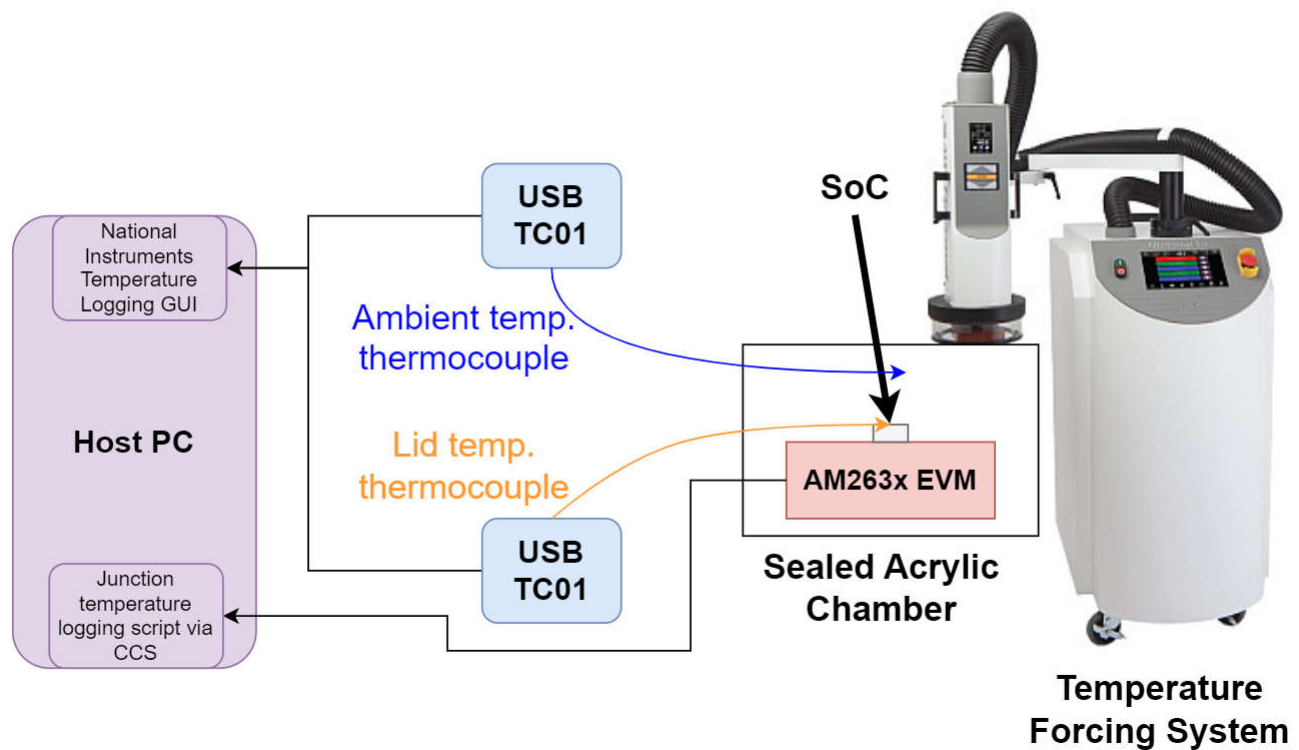 National
Instruments
Temperature
Logging GUI
Host PC
Junction
temperature
logging script via
CCS
USB
TC01
Ambient temp.
thermocouple
Lid temp.
thermocouple
USB
TC01
SoC
AM263x EVM
Sealed Acrylic
Chamber
Temperature
Forcing System